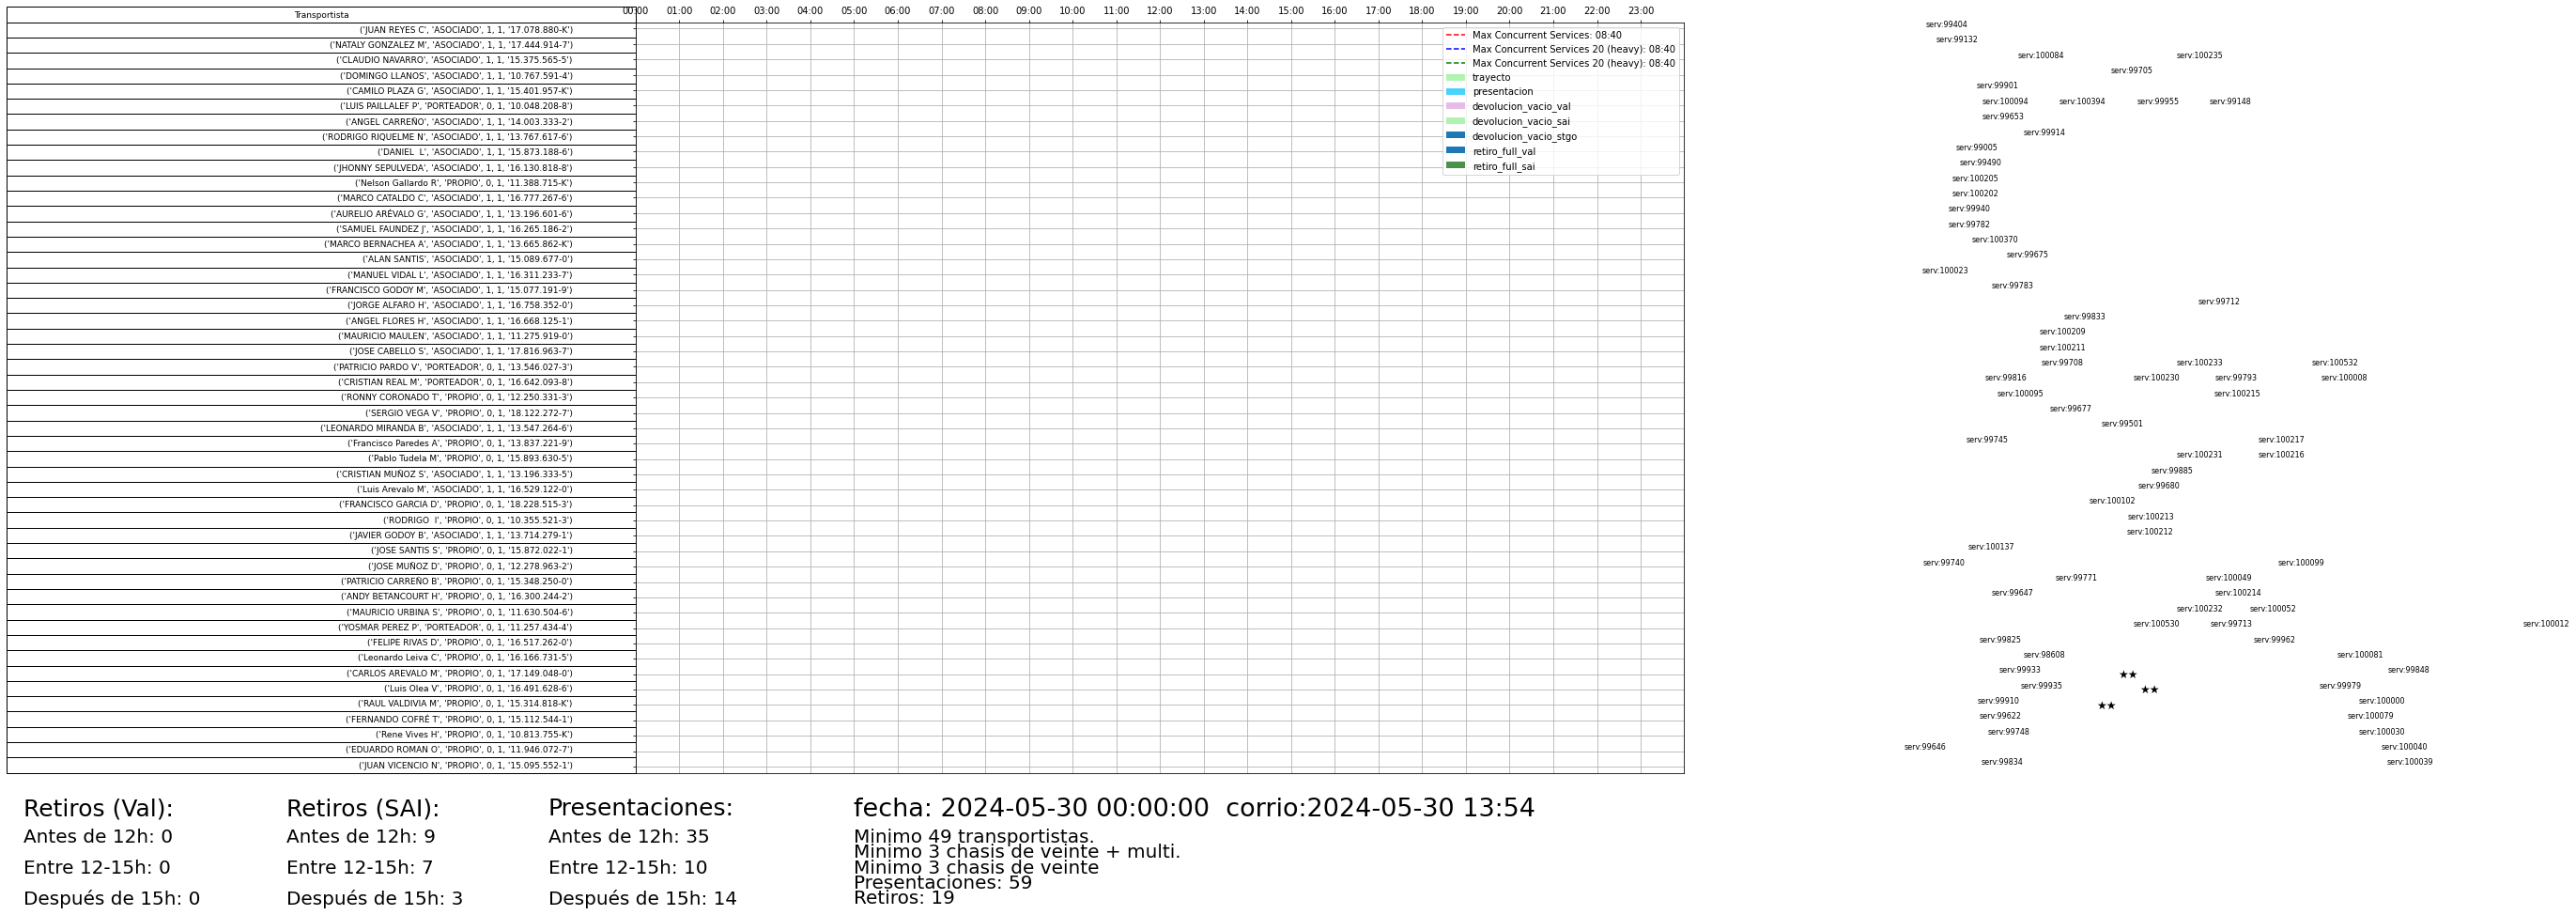 Transportista
00:00 01:00 02:00 03:00 04:00 05:00 06:00 07:00 08:00 09:00 10:00 11:00 12:00 13:00 14:00 15:00 16:00 17:00 18:00 19:00 20:00 21:00 22:00 23:00
('JUAN REYES C', 'ASOCIADO', 1, 1, '17.078.880-K')
('NATALY GONZALEZ M', 'ASOCIADO', 1, 1, '17.444.914-7')
('CLAUDIO NAVARRO', 'ASOCIADO', 1, 1, '15.375.565-5')
('DOMINGO LLANOS', 'ASOCIADO', 1, 1, '10.767.591-4')
('CAMILO PLAZA G', 'ASOCIADO', 1, 1, '15.401.957-K')
('LUIS PAILLALEF P', 'PORTEADOR', 0, 1, '10.048.208-8')
('ANGEL CARREÑO', 'ASOCIADO', 1, 1, '14.003.333-2')
('RODRIGO RIQUELME N', 'ASOCIADO', 1, 1, '13.767.617-6')
('DANIEL  L', 'ASOCIADO', 1, 1, '15.873.188-6')
('JHONNY SEPULVEDA', 'ASOCIADO', 1, 1, '16.130.818-8')
('Nelson Gallardo R', 'PROPIO', 0, 1, '11.388.715-K')
('MARCO CATALDO C', 'ASOCIADO', 1, 1, '16.777.267-6')
('AURELIO ARÉVALO G', 'ASOCIADO', 1, 1, '13.196.601-6')
('SAMUEL FAUNDEZ J', 'ASOCIADO', 1, 1, '16.265.186-2')
('MARCO BERNACHEA A', 'ASOCIADO', 1, 1, '13.665.862-K')
('ALAN SANTIS', 'ASOCIADO', 1, 1, '15.089.677-0')
('MANUEL VIDAL L', 'ASOCIADO', 1, 1, '16.311.233-7')
('FRANCISCO GODOY M', 'ASOCIADO', 1, 1, '15.077.191-9')
('JORGE ALFARO H', 'ASOCIADO', 1, 1, '16.758.352-0')
('ANGEL FLORES H', 'ASOCIADO', 1, 1, '16.668.125-1')
('MAURICIO MAULEN', 'ASOCIADO', 1, 1, '11.275.919-0')
('JOSE CABELLO S', 'ASOCIADO', 1, 1, '17.816.963-7')
('PATRICIO PARDO V', 'PORTEADOR', 0, 1, '13.546.027-3')
('CRISTIAN REAL M', 'PORTEADOR', 0, 1, '16.642.093-8')
('RONNY CORONADO T', 'PROPIO', 0, 1, '12.250.331-3')
('SERGIO VEGA V', 'PROPIO', 0, 1, '18.122.272-7')
('LEONARDO MIRANDA B', 'ASOCIADO', 1, 1, '13.547.264-6')
('Francisco Paredes A', 'PROPIO', 0, 1, '13.837.221-9')
('Pablo Tudela M', 'PROPIO', 0, 1, '15.893.630-5')
('CRISTIAN MUÑOZ S', 'ASOCIADO', 1, 1, '13.196.333-5')
('Luis Arevalo M', 'ASOCIADO', 1, 1, '16.529.122-0')
('FRANCISCO GARCIA D', 'PROPIO', 0, 1, '18.228.515-3')
('RODRIGO  I', 'PROPIO', 0, 1, '10.355.521-3')
('JAVIER GODOY B', 'ASOCIADO', 1, 1, '13.714.279-1')
('JOSE SANTIS S', 'PROPIO', 0, 1, '15.872.022-1')
('JOSE MUÑOZ D', 'PROPIO', 0, 1, '12.278.963-2')
('PATRICIO CARREÑO B', 'PROPIO', 0, 1, '15.348.250-0')
('ANDY BETANCOURT H', 'PROPIO', 0, 1, '16.300.244-2')
('MAURICIO URBINA S', 'PROPIO', 0, 1, '11.630.504-6')
('YOSMAR PEREZ P', 'PORTEADOR', 0, 1, '11.257.434-4')
('FELIPE RIVAS D', 'PROPIO', 0, 1, '16.517.262-0')
('Leonardo Leiva C', 'PROPIO', 0, 1, '16.166.731-5')
('CARLOS AREVALO M', 'PROPIO', 0, 1, '17.149.048-0')
('Luis Olea V', 'PROPIO', 0, 1, '16.491.628-6')
('RAUL VALDIVIA M', 'PROPIO', 0, 1, '15.314.818-K')
('FERNANDO COFRÉ T', 'PROPIO', 0, 1, '15.112.544-1')
('Rene Vives H', 'PROPIO', 0, 1, '10.813.755-K')
('EDUARDO ROMAN O', 'PROPIO', 0, 1, '11.946.072-7')
('JUAN VICENCIO N', 'PROPIO', 0, 1, '15.095.552-1')
Max Concurrent Services: 08:40
Max Concurrent Services 20 (heavy): 08:40
Max Concurrent Services 20 (heavy): 08:40
trayecto
presentacion
devolucion_vacio_val
devolucion_vacio_sai
devolucion_vacio_stgo
retiro_full_val
retiro_full_sai
serv:99404
serv:99132
serv:100084 serv:100235
serv:99705
serv:99901
serv:100094 serv:100394 serv:99955 serv:99148
serv:99653
serv:99914
serv:99005
serv:99490
serv:100205
serv:100202
serv:99940
serv:99782
serv:100370
serv:99675
serv:100023
serv:99783
serv:99712
serv:99833
serv:100209
serv:100211
serv:99708 serv:100233 serv:100532
serv:99816 serv:100230 serv:99793 serv:100008
serv:100095 serv:100215
serv:99677
serv:99501
serv:99745 serv:100217
serv:100231 serv:100216
serv:99885
serv:99680
serv:100102
serv:100213
serv:100212
serv:100137
serv:99740 serv:100099
serv:99771 serv:100049
serv:99647 serv:100214
serv:100232 serv:100052
serv:100530 serv:99713 serv:100012
serv:99825 serv:99962
serv:98608 serv:100081
serv:99933 ★★ serv:99848
serv:99935 ★★ serv:99979
serv:99910 ★★ serv:100000
serv:99622 serv:100079
serv:99748 serv:100030
serv:99646 serv:100040
serv:99834 serv:100039
Retiros (Val):
Antes de 12h: 0
Entre 12-15h: 0
Después de 15h: 0
Retiros (SAI):
Antes de 12h: 9
Entre 12-15h: 7
Después de 15h: 3
Presentaciones:
Antes de 12h: 35
Entre 12-15h: 10
Después de 15h: 14
fecha: 2024-05-30 00:00:00  corrio:2024-05-30 13:54
Minimo 49 transportistas.
Minimo 3 chasis de veinte + multi.
Minimo 3 chasis de veinte
Presentaciones: 59
Retiros: 19